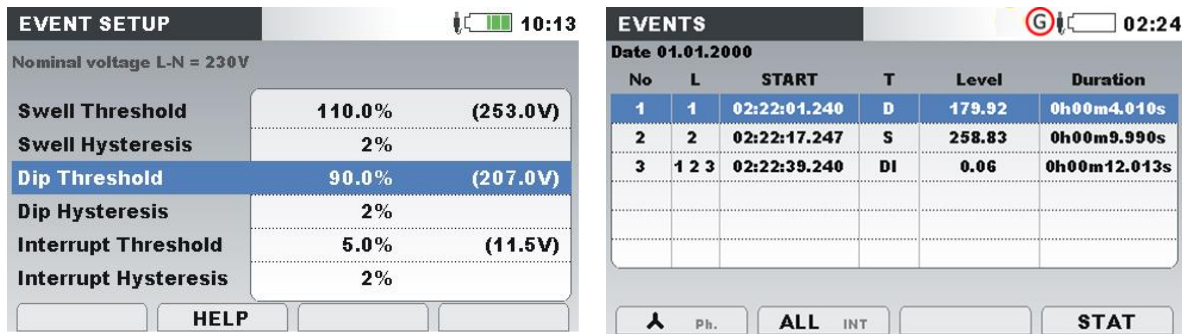 EVENT SETUP 10:13
Nominal voltage L-N = 230V
Swell Threshold 110.0% (253.0V)
Swell Hysteresis 2%
Dip Threshold 90.0% (207.0V)
Dip Hysteresis 2%
Interrupt Threshold 5.0% (11.5V)
Interrupt Hysteresis 2%
HELP
EVENTS G 02:24
Date 01.01.2000
No L START T Level Duration
1 1 02:22:01.240 D 179.92 0h00m4.010s
2 2 02:22:17.247 S 258.83 0h00m9.990s
3 1 2 3 02:22:39.240 DI 0.06 0h00m12.013s
Ph. ALL INT STAT